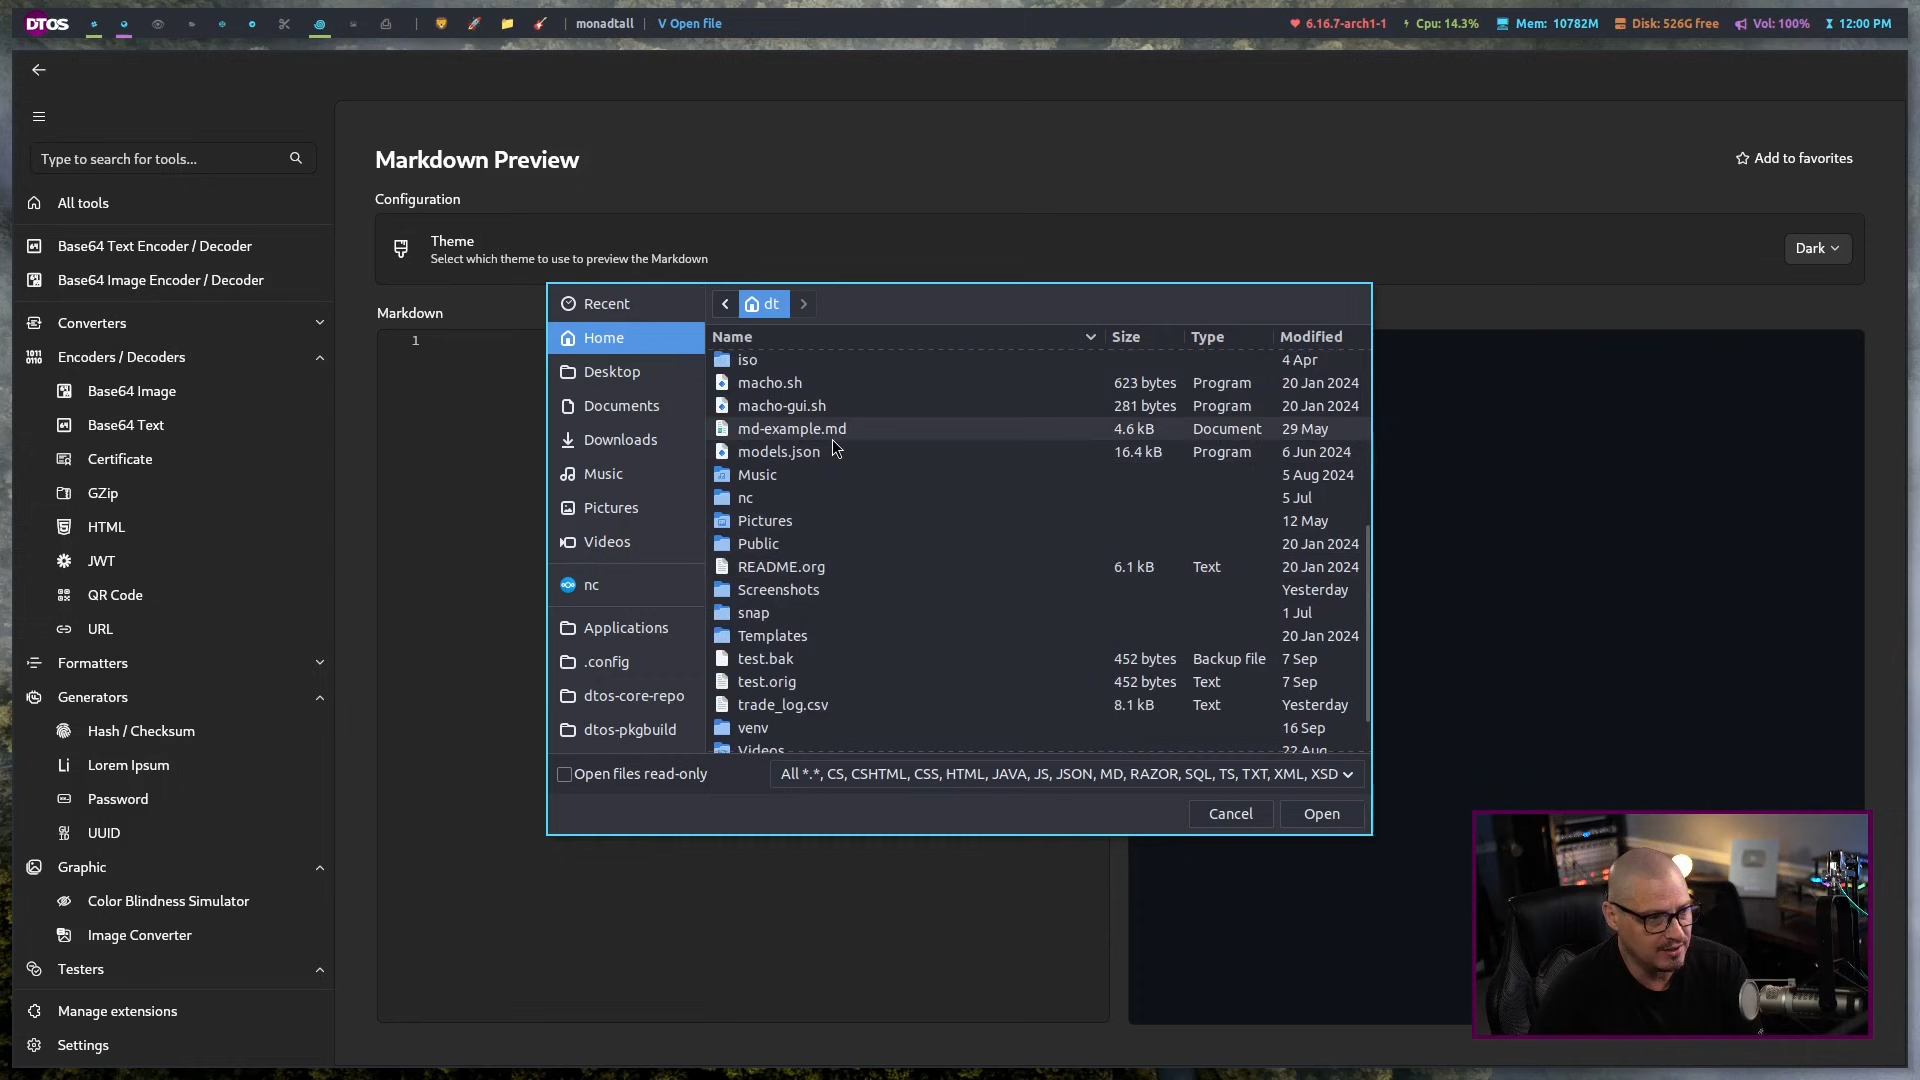 DTOS
monadtall
V Open file
6.16.7-arch1-1
Cpu: 14.3%
Mem: 10782M
Disk: 526G free
Vol: 100%
12:00 PM
Type to search for tools...
All tools
Base64 Text Encoder / Decoder
Base64 Image Encoder / Decoder
Converters
Encoders / Decoders
Base64 Image
Base64 Text
Certificate
GZip
HTML
JWT
QR Code
URL
Formatters
Generators
Hash / Checksum
Lorem Ipsum
Password
UUID
Graphic
Color Blindness Simulator
Image Converter
Testers
Manage extensions
Settings
Markdown Preview
Add to favorites
Configuration
Theme
Select which theme to use to preview the Markdown
Dark
Markdown
1
Recent
Home
Desktop
Documents
Downloads
Music
Pictures
Videos
nc
Applications
.config
dtos-core-repo
dtos-pkgbuild
dt
Name Size Type Modified
iso 4 Apr
macho.sh 623 bytes Program 20 Jan 2024
macho-gui.sh 281 bytes Program 20 Jan 2024
md-example.md 4.6 kB Document 29 May
models.json 16.4 kB Program 6 Jun 2024
Music 5 Aug 2024
nc 5 Jul
Pictures 12 May
Public 20 Jan 2024
README.org 6.1 kB Text 20 Jan 2024
Screenshots Yesterday
snap 1 Jul
Templates 20 Jan 2024
test.bak 452 bytes Backup file 7 Sep
test.orig 452 bytes Text 7 Sep
trade_log.csv 8.1 kB Text Yesterday
venv 16 Sep
Videos 22 Aug
Open files read-only
All *.*, CS, CSHTML, CSS, HTML, JAVA, JS, JSON, MD, RAZOR, SQL, TS, TXT, XML, XSD
Cancel
Open